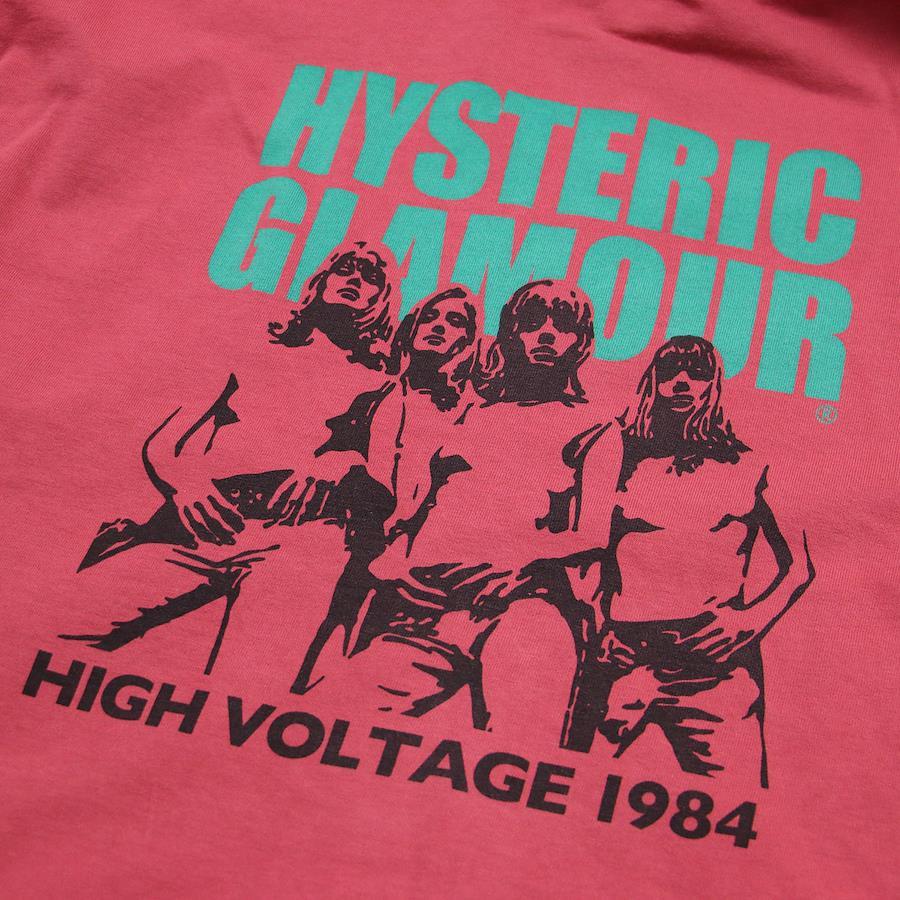 HYSTERIC
GLAMOUR
®
HIGH VOLTAGE 1984